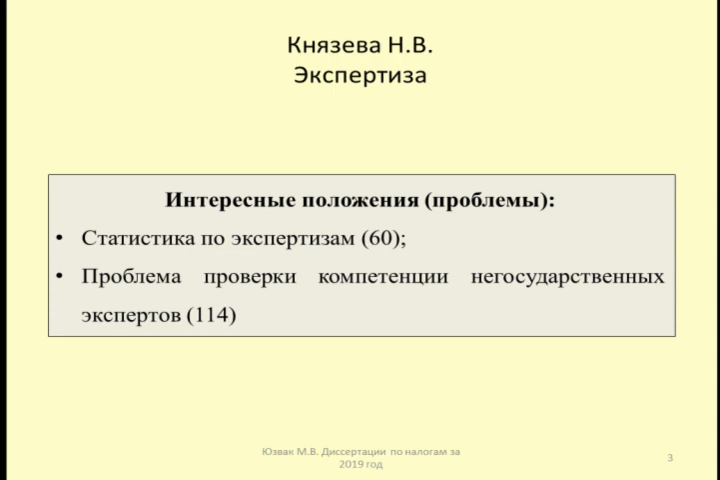 Князева Н.В.
Экспертиза
Интересные положения (проблемы):
• Статистика по экспертизам (60);
• Проблема проверки компетенции негосударственных
экспертов (114)
Юзвак М.В. Диссертации по налогам за
2019 год
3